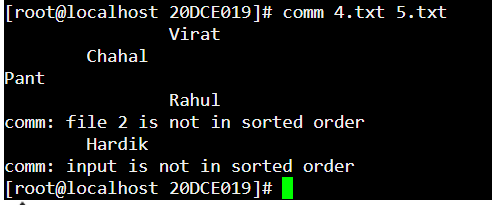 [root@localhost 20DCE019]# comm 4.txt 5.txt
                Virat
        Chahal
Pant
                Rahul
comm: file 2 is not in sorted order
        Hardik
comm: input is not in sorted order
[root@localhost 20DCE019]#